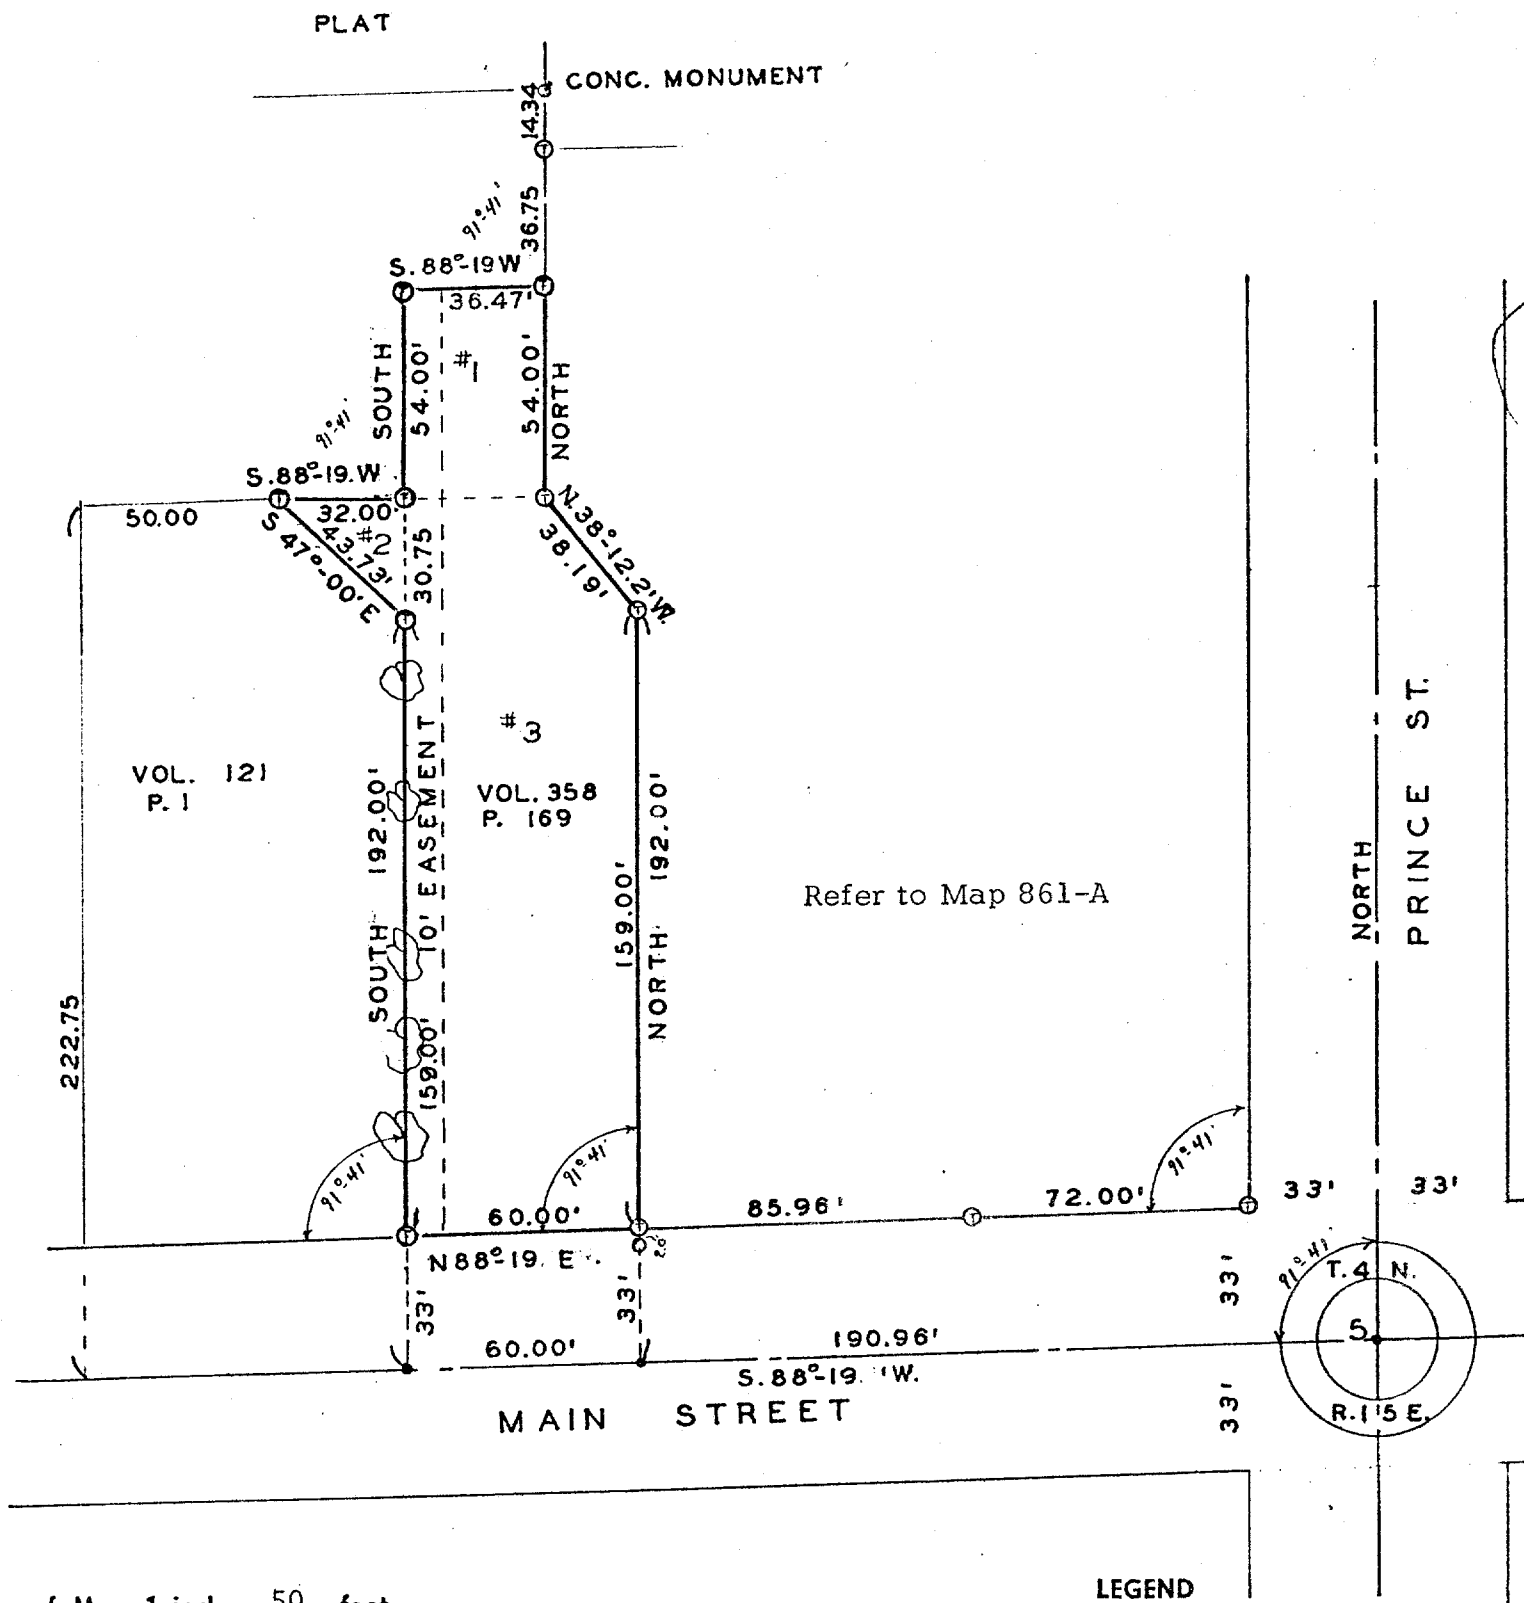 PLAT
CONC. MONUMENT
14.34
36.75
91°41'
S. 88°-19W
36.47'
#1
SOUTH
54.00'
54.00'
NORTH
91°41'
S.88°-19.W
50.00
32.00'
#2
43.73'
S 47°-00'E
30.75
N.38°-12.2'W.
38.19'
#3
VOL. 121
P. 1
VOL. 358
P. 169
SOUTH 192.00'
10' EASEMENT
159.00'
159.00'
NORTH 192.00'
Refer to Map 861-A
NORTH
PRINCE ST.
222.75
91°41'
91°41'
91°41'
60.00'
85.96'
72.00'
33'
33'
N88°-19. E
33'
33'
33'
91°41'
T. 4 N.
5
R. 15 E.
60.00'
190.96'
S.88°-19. 'W.
33'
MAIN STREET
50
LEGEND